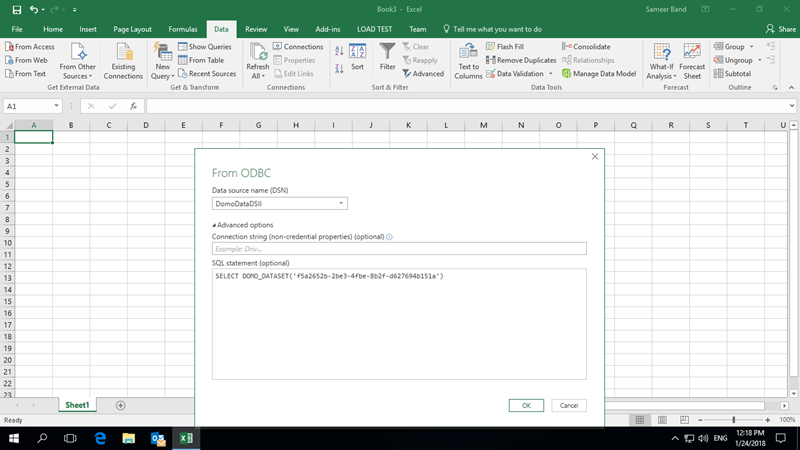 Book3 - Excel
Sameer Band
File Home Insert Page Layout Formulas Data Review View Add-ins LOAD TEST Team Tell me what you want to do Share
From Access
From Web
From Text
From Other Sources
Existing Connections
Get External Data
New Query
Show Queries
From Table
Recent Sources
Get & Transform
Refresh All
Connections
Properties
Edit Links
Connections
Sort
Filter
Clear
Reapply
Advanced
Sort & Filter
Text to Columns
Flash Fill
Remove Duplicates
Data Validation
Consolidate
Relationships
Manage Data Model
Data Tools
What-If Analysis
Forecast Sheet
Forecast
Group
Ungroup
Subtotal
Outline
A1
fx
A B C D E F G H I J K L M N O P Q R S T U
1
2
3
4
5
6
7
8
9
10
11
12
13
14
15
16
17
18
19
20
21
22
23
From ODBC
Data source name (DSN)
DomoDataDSII
Advanced options
Connection string (non-credential properties) (optional)
Example: Driv...
SQL statement (optional)
SELECT DOMO_DATASET('f5a2652b-2be3-4fbe-8b2f-d627694b151a')
OK Cancel
Sheet1
Ready
100%
ENG
12:18 PM
1/24/2018